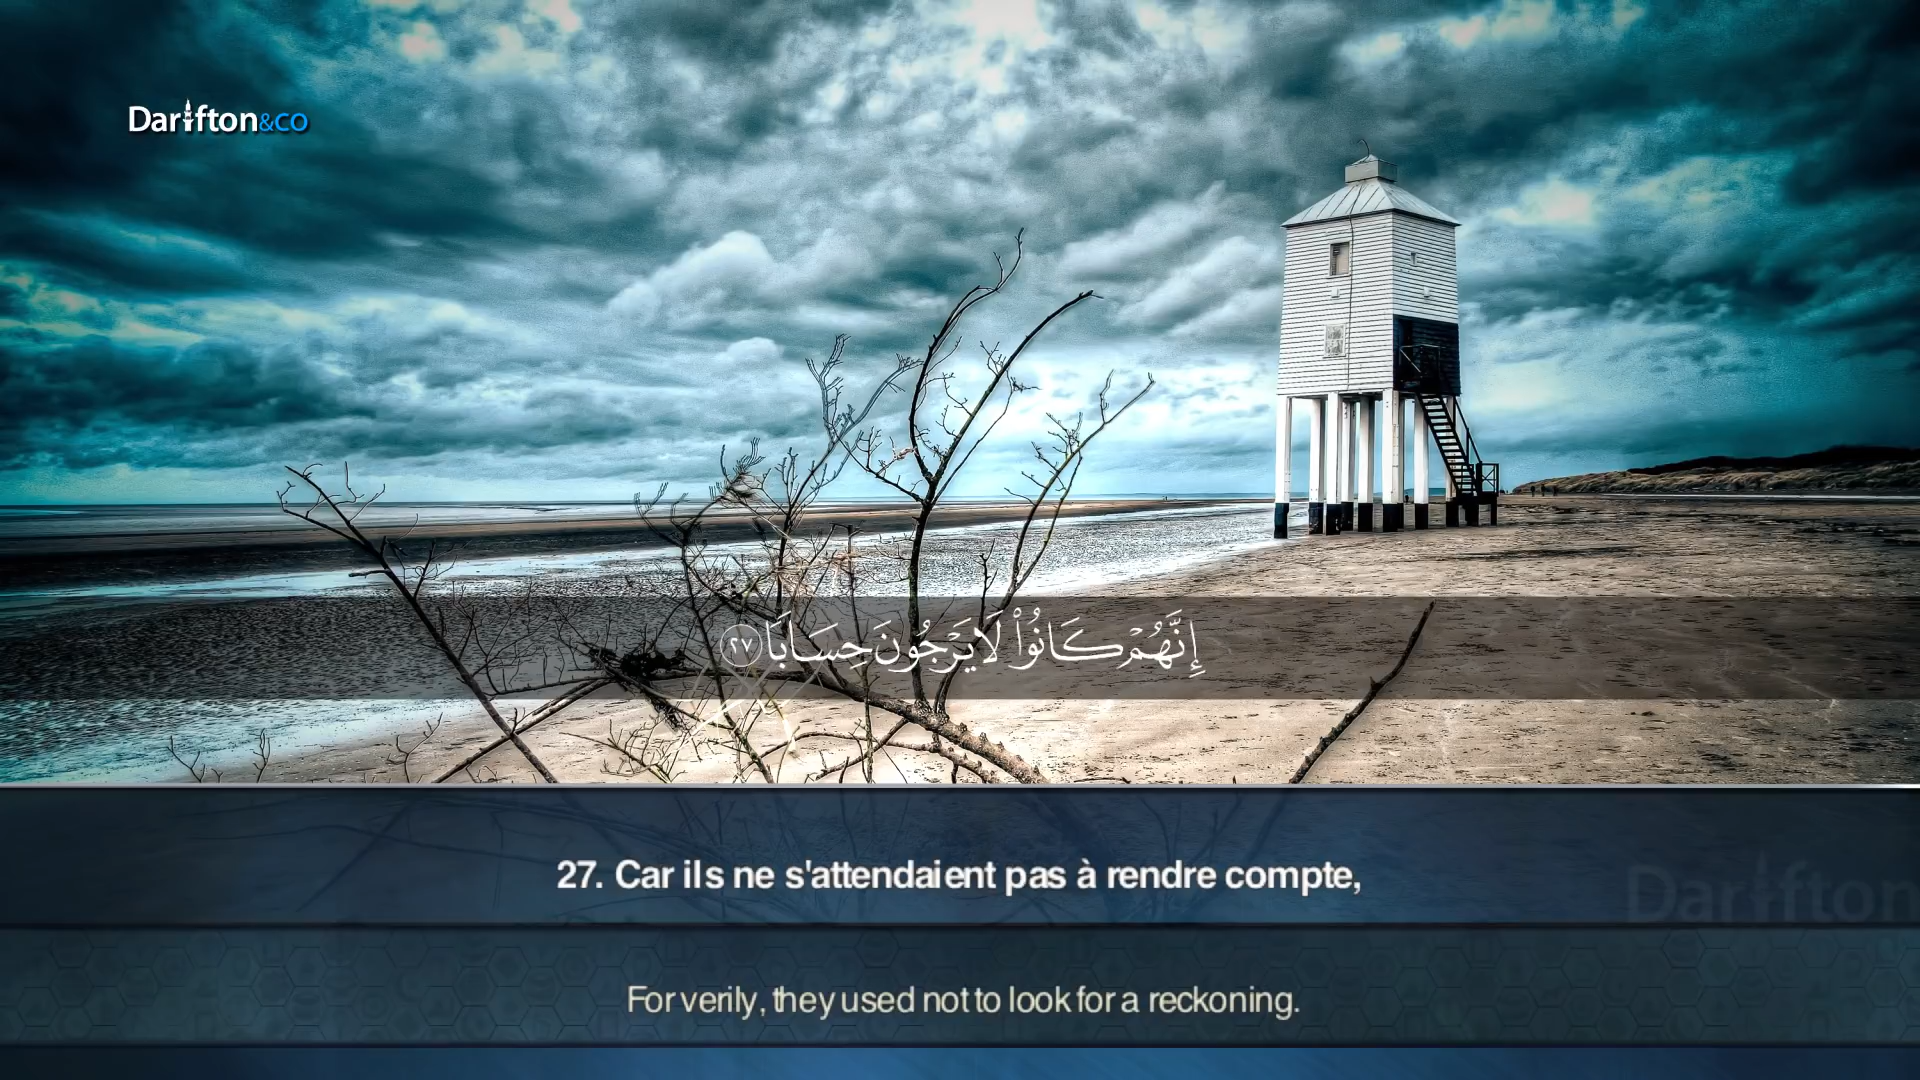 Darifton&co
إِنَّهُمْ كَانُوا۟ لَا يَرْجُونَ حِسَابًا ٢٧
27. Car ils ne s'attendaient pas à rendre compte,
Darifton
For verily, they used not to look for a reckoning.